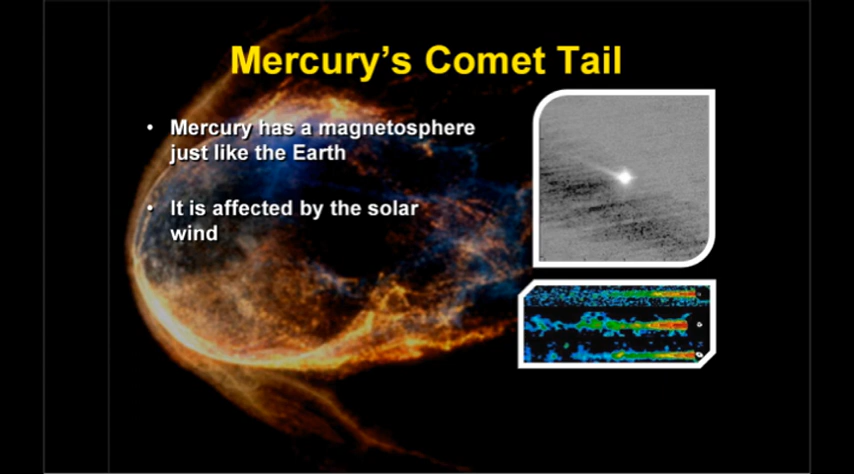 Mercury's Comet Tail
• Mercury has a magnetosphere
just like the Earth
• It is affected by the solar
wind